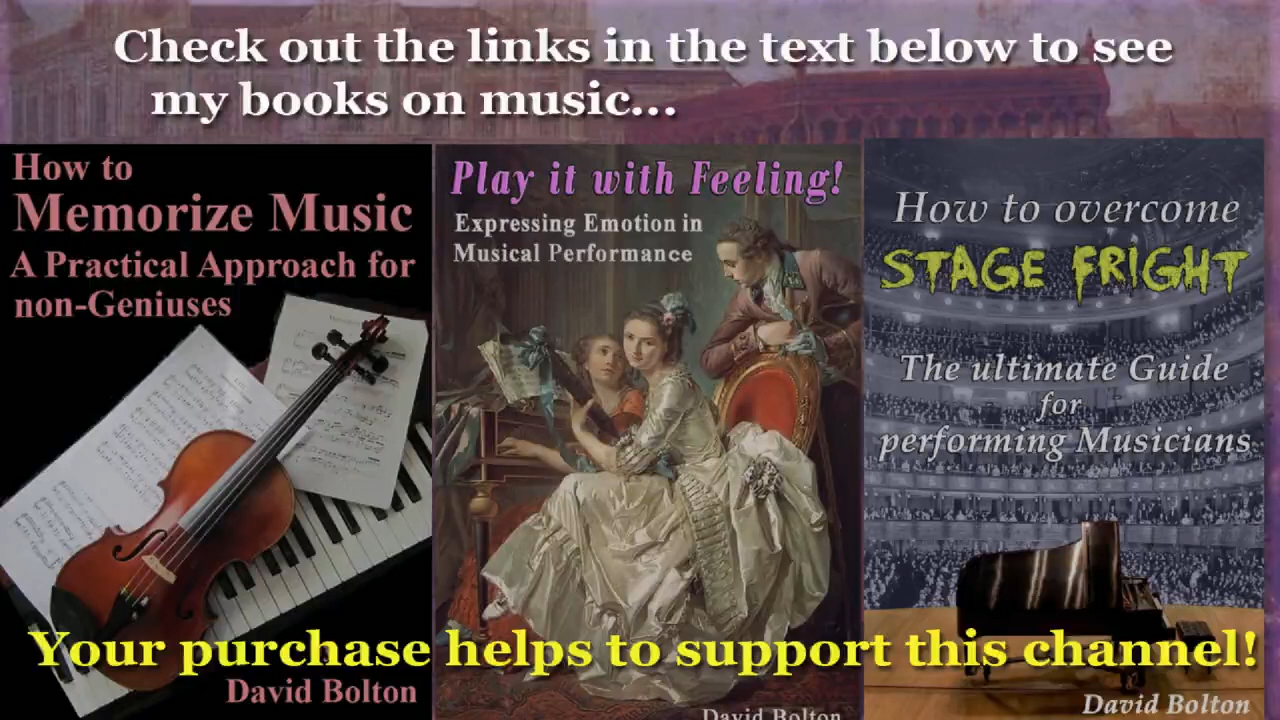 Check out the links in the text below to see
my books on music...
How to
Memorize Music
A Practical Approach for
non-Geniuses
David Bolton
Play it with Feeling!
Expressing Emotion in
Musical Performance
David Bolton
How to overcome
STAGE FRIGHT
The ultimate Guide
for
performing Musicians
David Bolton
Your purchase helps to support this channel!